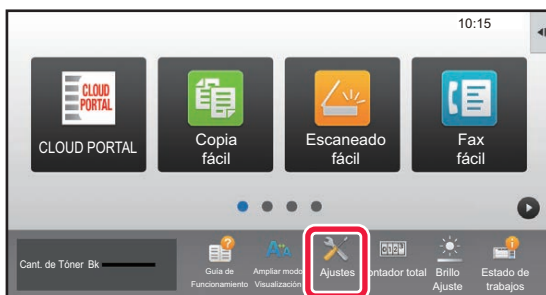 10:15
CLOUD
PORTAL
CLOUD PORTAL
Copia
fácil
Escaneado
fácil
Fax
fácil
Cant. de Tóner Bk
Guía de
Funcionamiento
Ampliar modo
Visualización
Ajustes
ontador total
Brillo
Ajuste
Estado de
trabajos